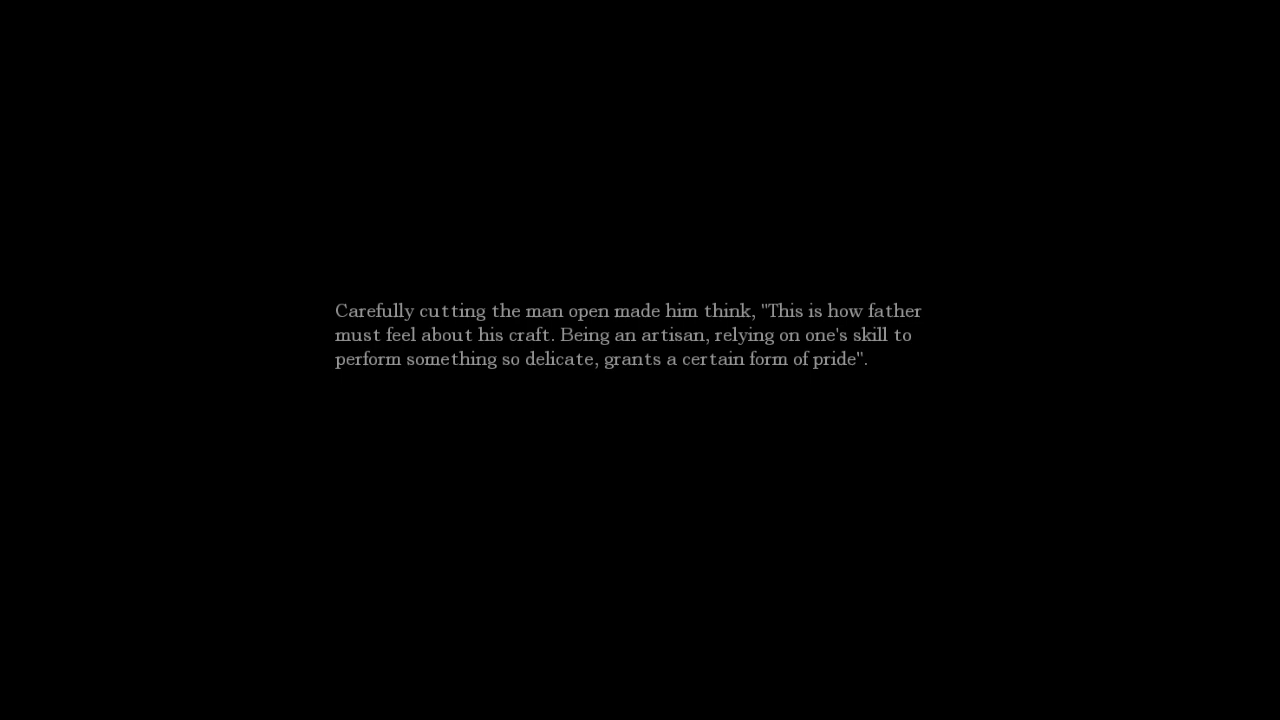 Carefully cutting the man open made him think, "This is how father
must feel about his craft. Being an artisan, relying on one's skill to
perform something so delicate, grants a certain form of pride".